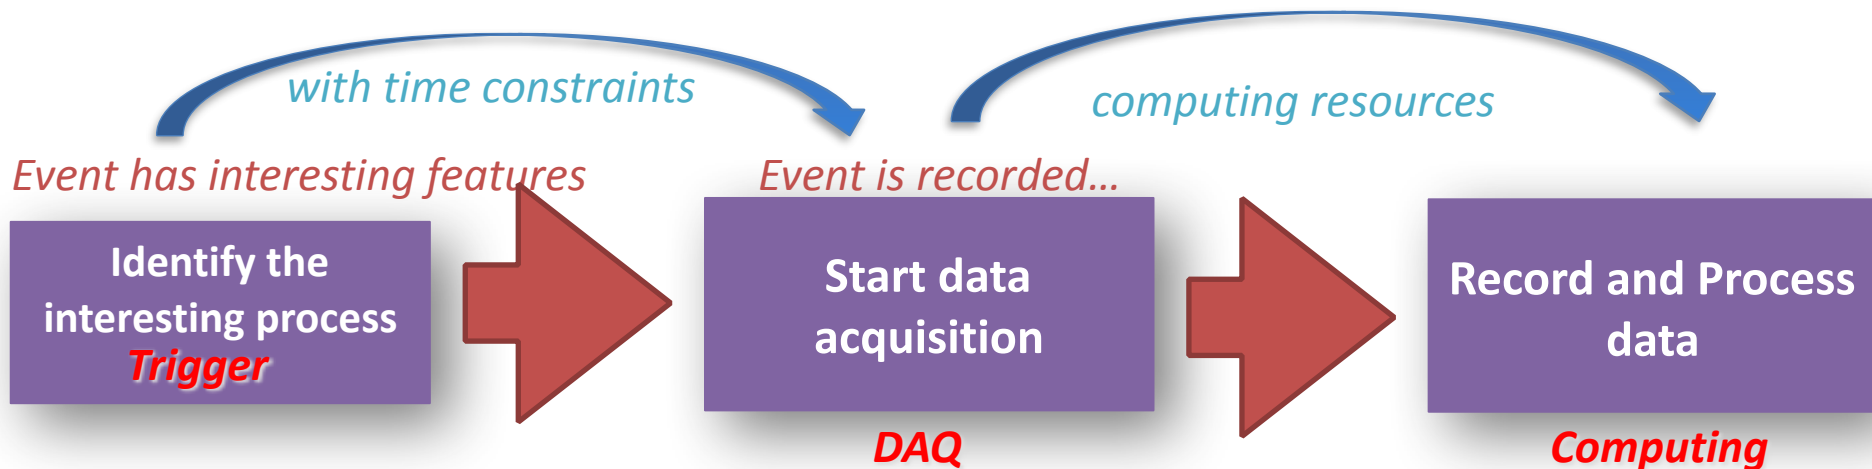 with time constraints
computing resources
Event has interesting features
Event is recorded...
Identify the
interesting process
Trigger
Start data
acquisition
DAQ
Record and Process
data
Computing